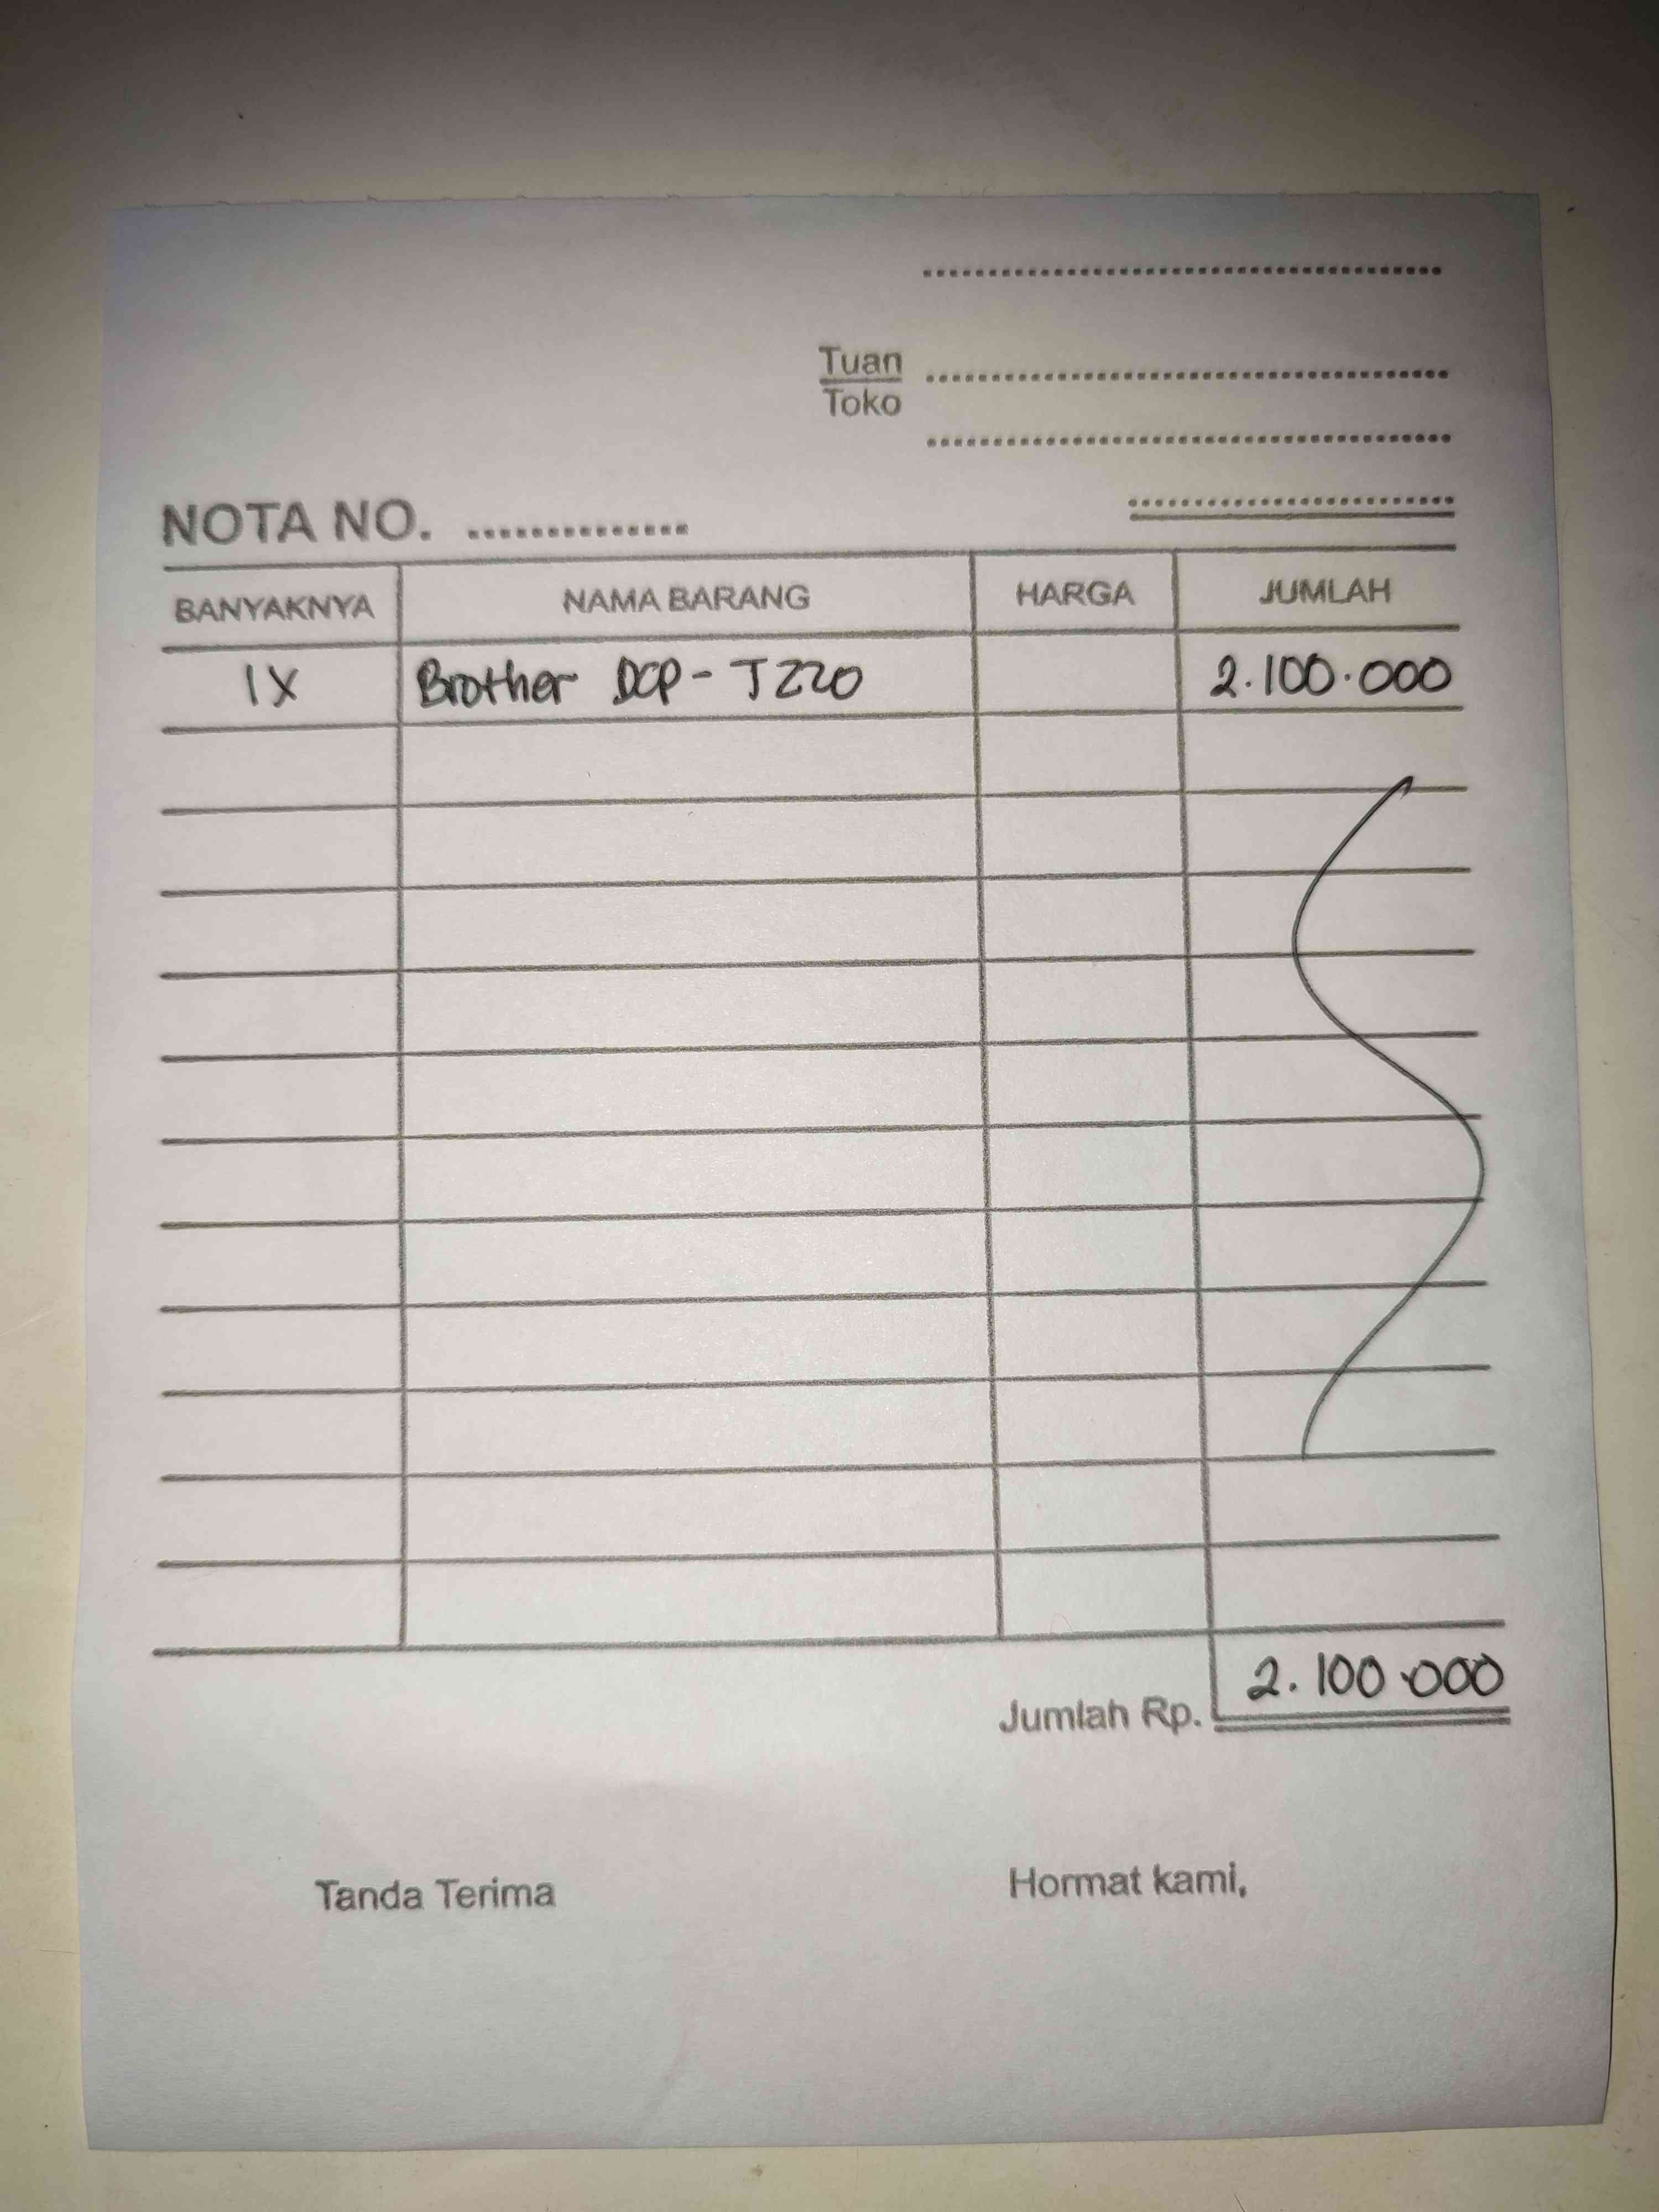 Tuan
Toko
NOTA NO.
BANYAKNYA NAMA BARANG HARGA JUMLAH
1X Brother DCP-T220 2.100.000
Jumlah Rp. 2.100.000
Tanda Terima Hormat kami,